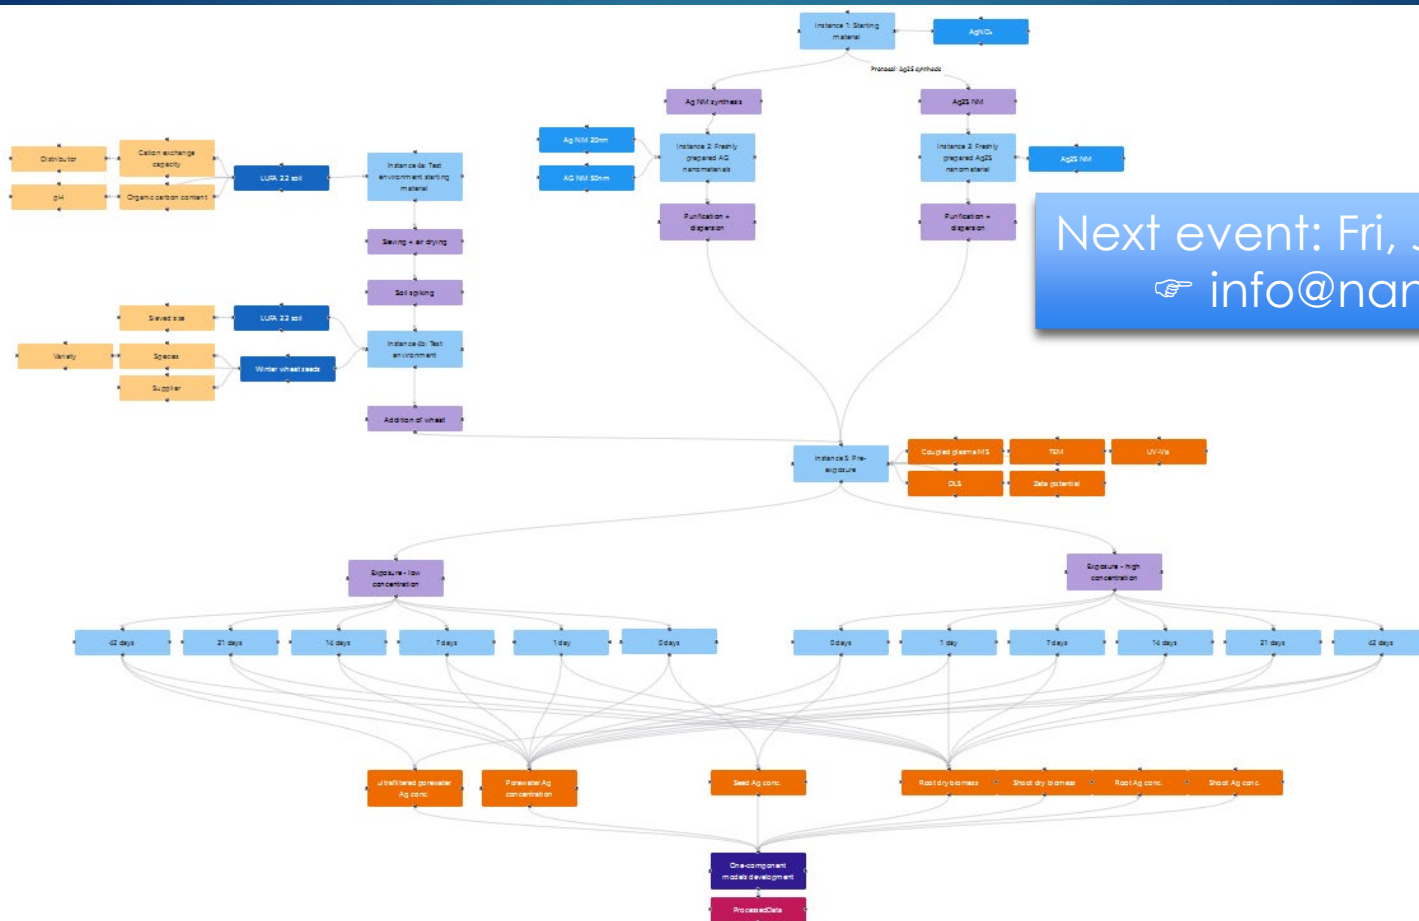 Instance 1: Starting
material
AgNO₃
Protocol: Ag2S synthesis
Ag NM synthesis
Ag2S NM
Ag NM 20nm
AG NM 50nm
Instance 2: Freshly
prepared AG
nanomaterials
Instance 2: Freshly
prepared Ag2S
nanomaterial
Ag2S NM
Distributor
Cation exchange
capacity
pH
Organic carbon content
LUFA 2.2 soil
Instance 4a: Test
environment starting
material
Purification +
dispersion
Purification +
dispersion
Next event: Fri,
☞ info@nan
Sieving + air drying
Soil spiking
Sieved size
LUFA 2.2 soil
Variety
Species
Supplier
Winter wheat seeds
Instance 4b: Test
environment
Addition of wheat
Instance 5: Pre-
exposure
Coupled plasma MS
TEM
UV-Vis
DLS
Zeta potential
Exposure - low
concentration
Exposure - high
concentration
42 days
21 days
14 days
7 days
1 day
0 days
0 days
1 day
7 days
14 days
21 days
42 days
ultrafiltered porewater
Ag conc.
Porewater Ag
concentration
Seed Ag conc.
Root dry biomass
Shoot dry biomass
Root Ag conc.
Shoot Ag conc.
One-component
models development
ProcessedData